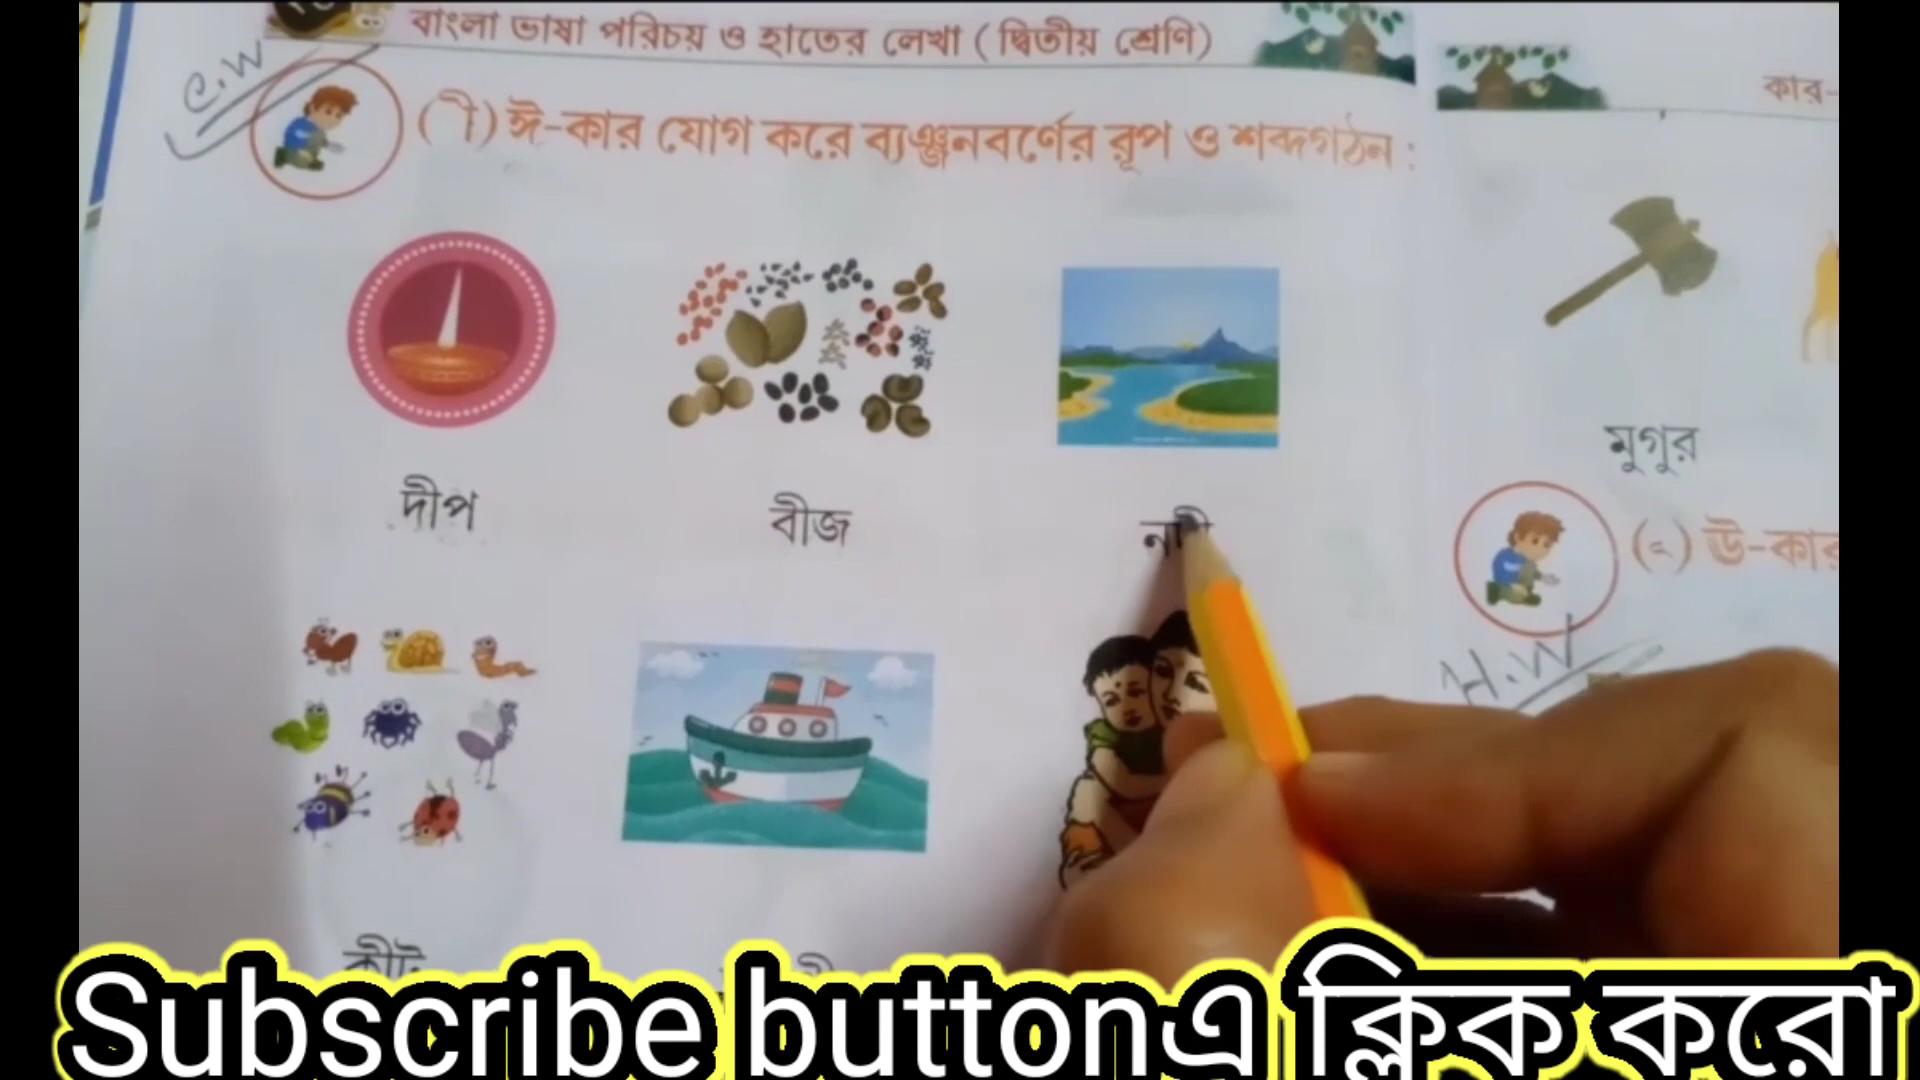 বাংলা ভাষা পরিচয় ও হাতের লেখা ( দ্বিতীয় শ্রেণি )
কার-
C.W
(ী) ঈ-কার যোগ করে ব্যঞ্জনবর্ণের রূপ ও শব্দগঠন :
মুগুর
দীপ
বীজ
নদী
(ূ) ঊ-কার
H.W
কীট
Subscribe buttonএ ক্লিক করো